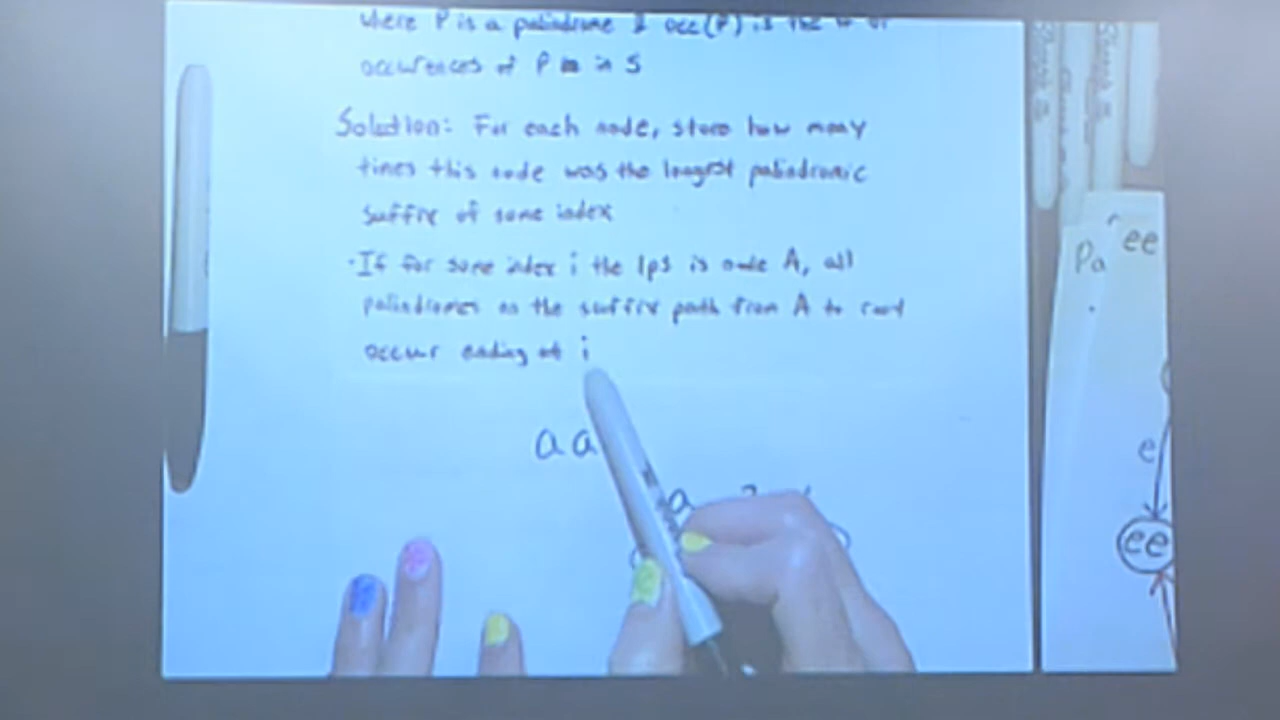 where P is a palindrome & occ(P) is the # of
occurences of P in S
Solution: For each node, store how many
times this node was the longest palindromic
suffix of some index
·If for some index i the lps is node A, all
palindromes on the suffix path from A to root
occur ending at i
aa
a
Pa
ee
e
ee